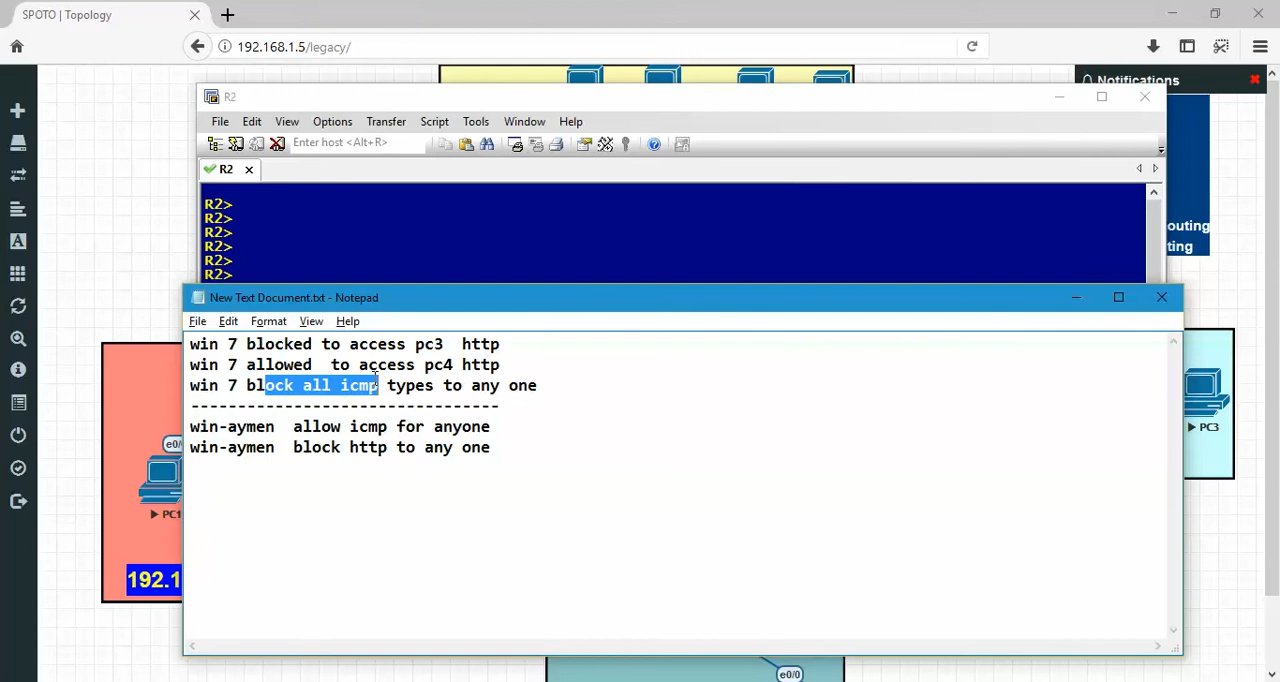 SPOTO | Topology
192.168.1.5/legacy/
Notifications
R2
File Edit View Options Transfer Script Tools Window Help
Enter host <Alt+R>
R2
R2>
R2>
R2>
R2>
R2>
R2>
outing
ting
New Text Document.txt - Notepad
File Edit Format View Help
win 7 blocked to access pc3  http
win 7 allowed  to access pc4 http
win 7 block all icmp types to any one
---------------------------------
win-aymen  allow icmp for anyone
win-aymen  block http to any one
e0/
PC1
192.1
PC3
e0/0